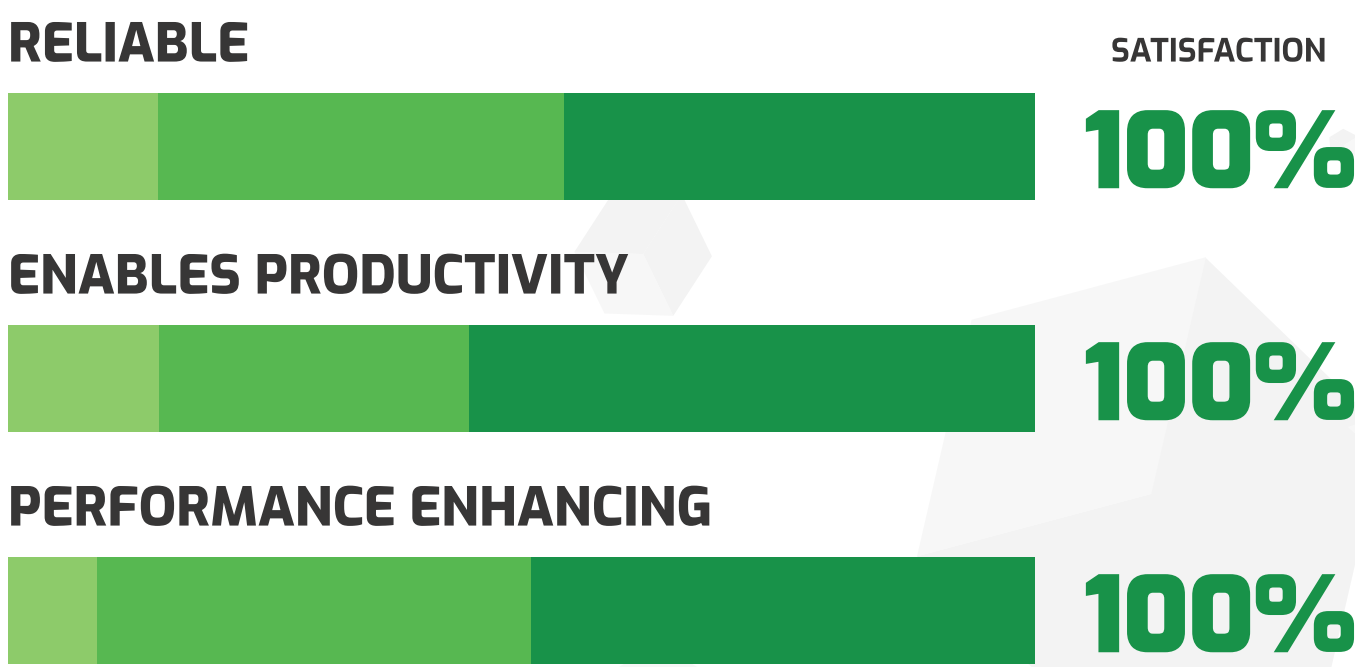 RELIABLE
SATISFACTION
100%
ENABLES PRODUCTIVITY
100%
PERFORMANCE ENHANCING
100%